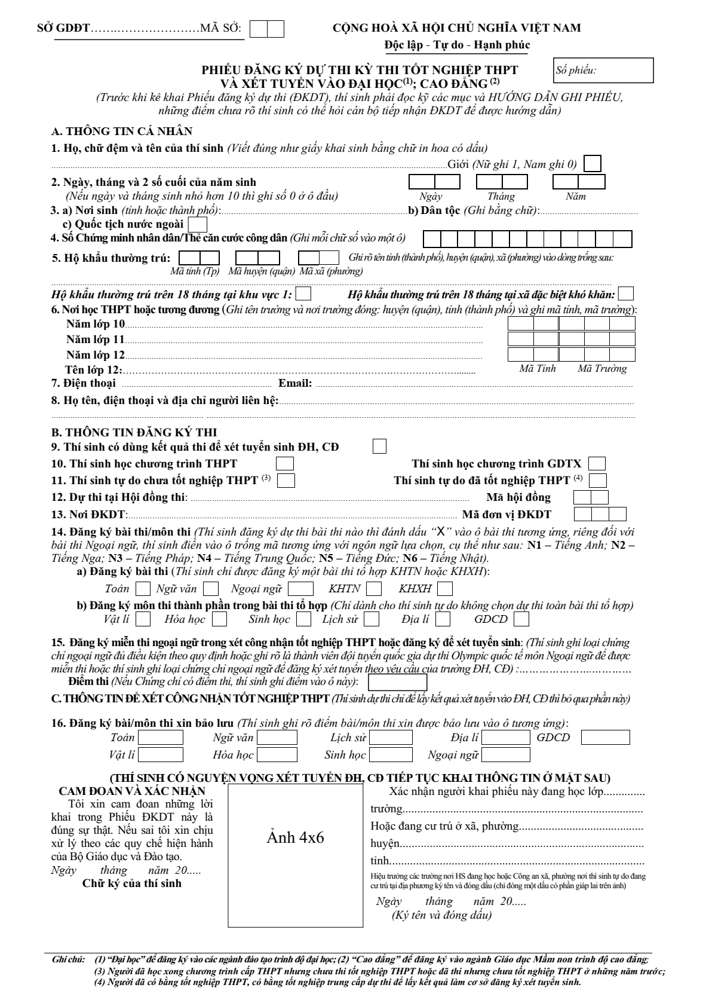 SỞ GDĐT…….…………………MÃ SỞ:
CỘNG HOÀ XÃ HỘI CHỦ NGHĨA VIỆT NAM
Độc lập - Tự do - Hạnh phúc
PHIẾU ĐĂNG KÝ DỰ THI KỲ THI TỐT NGHIỆP THPT
VÀ XÉT TUYỂN VÀO ĐẠI HỌC(1); CAO ĐẲNG (2)
Số phiếu:
(Trước khi kê khai Phiếu đăng ký dự thi (ĐKDT), thí sinh phải đọc kỹ các mục và HƯỚNG DẪN GHI PHIẾU,
những điểm chưa rõ thí sinh có thể hỏi cán bộ tiếp nhận ĐKDT để được hướng dẫn)
A. THÔNG TIN CÁ NHÂN
1. Họ, chữ đệm và tên của thí sinh (Viết đúng như giấy khai sinh bằng chữ in hoa có dấu)
Giới (Nữ ghi 1, Nam ghi 0)
2. Ngày, tháng và 2 số cuối của năm sinh
(Nếu ngày và tháng sinh nhỏ hơn 10 thì ghi số 0 ở ô đầu) Ngày Tháng Năm
3. a) Nơi sinh (tỉnh hoặc thành phố): b) Dân tộc (Ghi bằng chữ):
c) Quốc tịch nước ngoài
4. Số Chứng minh nhân dân/Thẻ căn cước công dân (Ghi mỗi chữ số vào một ô)
5. Hộ khẩu thường trú: Ghi rõ tên tỉnh (thành phố), huyện (quận), xã (phường) vào dòng trống sau:
Mã tỉnh (Tp) Mã huyện (quận) Mã xã (phường)
Hộ khẩu thường trú trên 18 tháng tại khu vực 1: Hộ khẩu thường trú trên 18 tháng tại xã đặc biệt khó khăn:
6. Nơi học THPT hoặc tương đương (Ghi tên trường và nơi trường đóng: huyện (quận), tỉnh (thành phố) và ghi mã tỉnh, mã trường):
Năm lớp 10
Năm lớp 11
Năm lớp 12
Tên lớp 12: Mã Tỉnh Mã Trường
7. Điện thoại Email:
8. Họ tên, điện thoại và địa chỉ người liên hệ:
B. THÔNG TIN ĐĂNG KÝ THI
9. Thí sinh có dùng kết quả thi để xét tuyển sinh ĐH, CĐ
10. Thí sinh học chương trình THPT Thí sinh học chương trình GDTX
11. Thí sinh tự do chưa tốt nghiệp THPT (3) Thí sinh tự do đã tốt nghiệp THPT (4)
12. Dự thi tại Hội đồng thi: Mã hội đồng
13. Nơi ĐKDT: Mã đơn vị ĐKDT
14. Đăng ký bài thi/môn thi (Thí sinh đăng ký dự thi bài thi nào thì đánh dấu “X” vào ô bài thi tương ứng, riêng đối với
bài thi Ngoại ngữ, thí sinh điền vào ô trống mã tương ứng với ngôn ngữ lựa chọn, cụ thể như sau: N1 – Tiếng Anh; N2 –
Tiếng Nga; N3 – Tiếng Pháp; N4 – Tiếng Trung Quốc; N5 – Tiếng Đức; N6 – Tiếng Nhật).
a) Đăng ký bài thi (Thí sinh chỉ được đăng ký một bài thi tổ hợp KHTN hoặc KHXH):
Toán Ngữ văn Ngoại ngữ KHTN KHXH
b) Đăng ký môn thi thành phần trong bài thi tổ hợp (Chỉ dành cho thí sinh tự do không chọn dự thi toàn bài thi tổ hợp)
Vật lí Hóa học Sinh học Lịch sử Địa lí GDCD
15. Đăng ký miễn thi ngoại ngữ trong xét công nhận tốt nghiệp THPT hoặc đăng ký để xét tuyển sinh: (Thí sinh ghi loại chứng
chỉ ngoại ngữ đủ điều kiện theo quy định hoặc ghi rõ là thành viên đội tuyển quốc gia dự thi Olympic quốc tế môn Ngoại ngữ để được
miễn thi hoặc thí sinh ghi loại chứng chỉ ngoại ngữ để đăng ký xét tuyển theo yêu cầu của trường ĐH, CĐ) :…………………………
Điểm thi (Nếu Chứng chỉ có điểm thi, thí sinh ghi điểm vào ô này):
C. THÔNG TIN ĐỂ XÉT CÔNG NHẬN TỐT NGHIỆP THPT (Thí sinh dự thi chỉ để lấy kết quả xét tuyển vào ĐH, CĐ thì bỏ qua phần này)
16. Đăng ký bài/môn thi xin bảo lưu (Thí sinh ghi rõ điểm bài/môn thi xin được bảo lưu vào ô tương ứng):
Toán Ngữ văn Lịch sử Địa lí GDCD
Vật lí Hóa học Sinh học Ngoại ngữ
(THÍ SINH CÓ NGUYỆN VỌNG XÉT TUYỂN ĐH, CĐ TIẾP TỤC KHAI THÔNG TIN Ở MẶT SAU)
CAM ĐOAN VÀ XÁC NHẬN
Tôi xin cam đoan những lời
khai trong Phiếu ĐKDT này là
đúng sự thật. Nếu sai tôi xin chịu
xử lý theo các quy chế hiện hành
của Bộ Giáo dục và Đào tạo.
Ngày tháng năm 20.....
Chữ ký của thí sinh
Ảnh 4x6
Xác nhận người khai phiếu này đang học lớp..............
trường
Hoặc đang cư trú ở xã, phường
huyện
tỉnh
Hiệu trưởng các trường nơi HS đang học hoặc Công an xã, phường nơi thí sinh tự do đang
cư trú tại địa phương ký tên và đóng dấu (chỉ đóng một dấu có phần giáp lai trên ảnh)
Ngày tháng năm 20.....
(Ký tên và đóng dấu)
Ghi chú: (1) “Đại học” để đăng ký vào các ngành đào tạo trình độ đại học; (2) “Cao đẳng” để đăng ký vào ngành Giáo dục Mầm non trình độ cao đẳng;
(3) Người đã học xong chương trình cấp THPT nhưng chưa thi tốt nghiệp THPT hoặc đã thi nhưng chưa tốt nghiệp THPT ở những năm trước;
(4) Người đã có bằng tốt nghiệp THPT, có bằng tốt nghiệp trung cấp dự thi để lấy kết quả làm cơ sở đăng ký xét tuyển sinh.